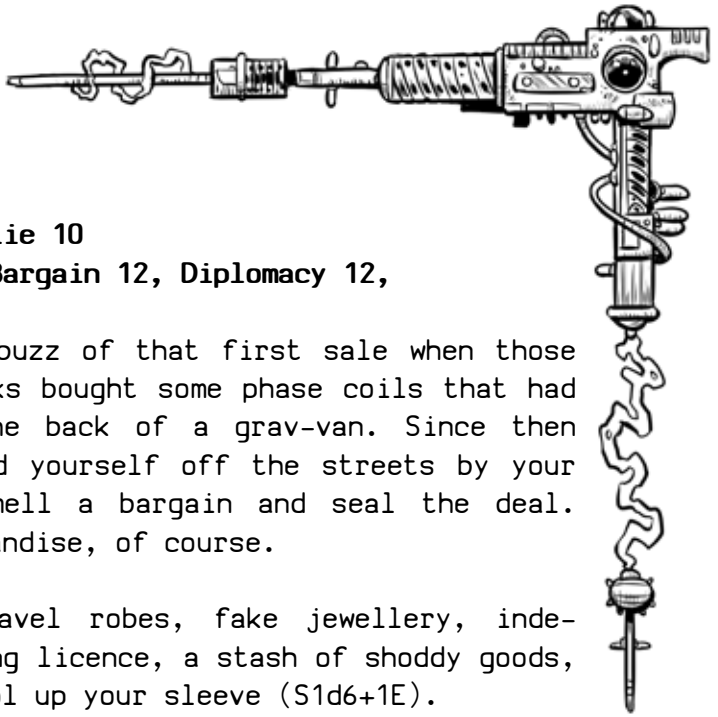 lie 10
Bargain 12, Diplomacy 12,
buzz of that first sale when those
ks bought some phase coils that had
he back of a grav-van. Since then
d yourself off the streets by your
mell a bargain and seal the deal.
andise, of course.
avel robes, fake jewellery, inde-
ng licence, a stash of shoddy goods,
ol up your sleeve (S1d6+1E).